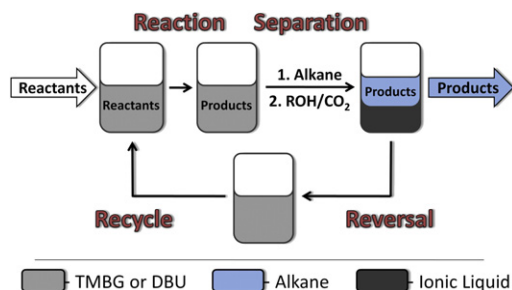 Reaction Separation
Reactants
Reactants
Products
1. Alkane
2. ROH/CO2
Products
Products
Recycle
Reversal
- TMBG or DBU
- Alkane
- Ionic Liquid